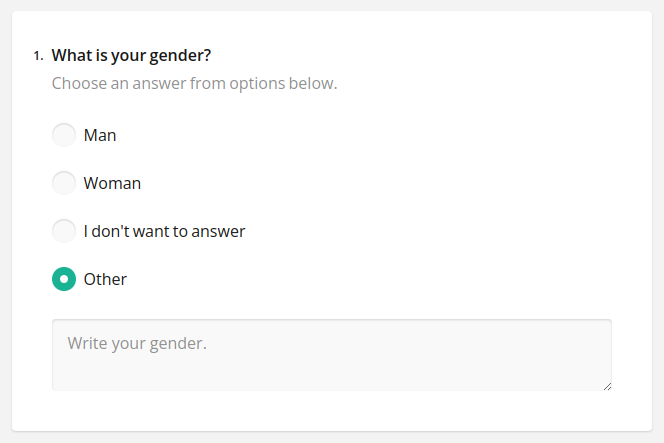 1. What is your gender?
Choose an answer from options below.
Man
Woman
I don't want to answer
Other
Write your gender.